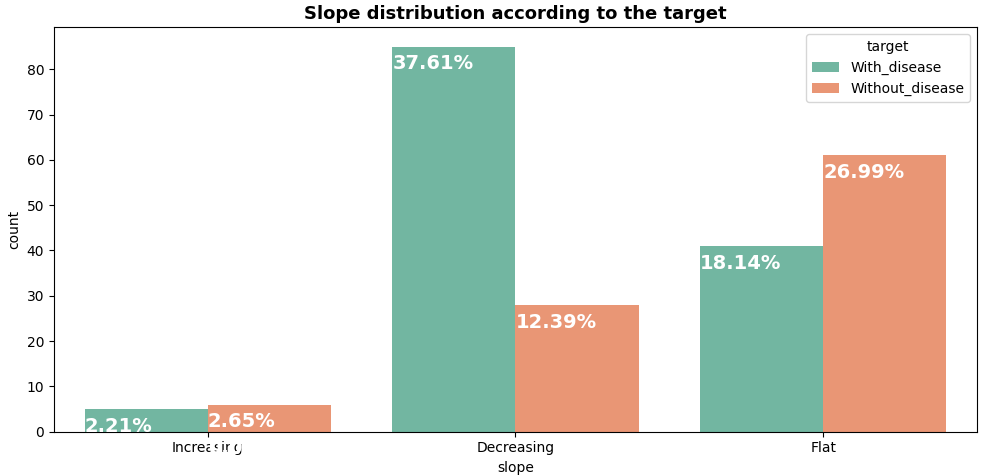 Slope distribution according to the target
target
With_disease
Without_disease
count
80
70
60
50
40
30
20
10
0
37.61%
12.39%
18.14%
26.99%
2.21%
2.65%
Increasing
Decreasing
Flat
slope